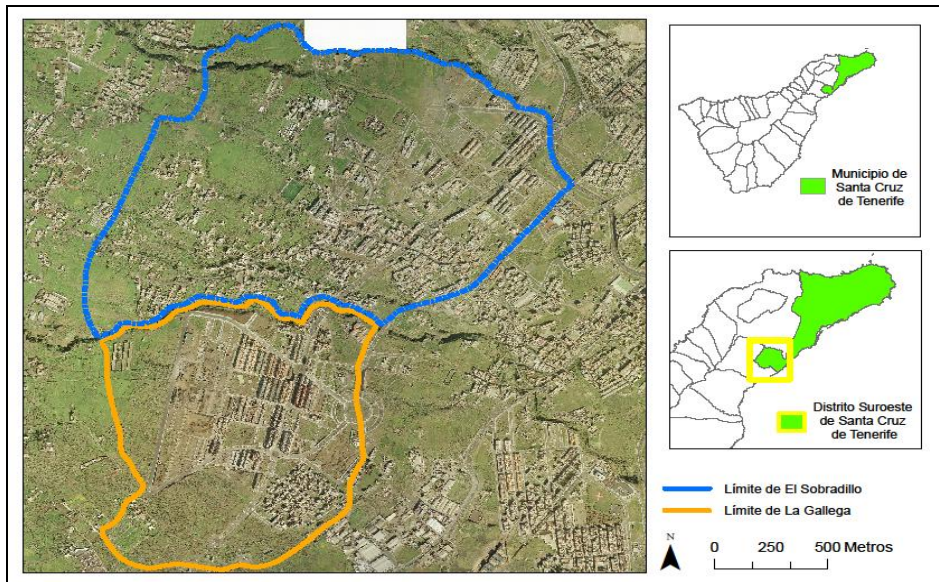 Municipio de
Santa Cruz
de Tenerife
Distrito Suroeste
de Santa Cruz
de Tenerife
Límite de El Sobradillo
Límite de La Gallega
N
0 250 500 Metros